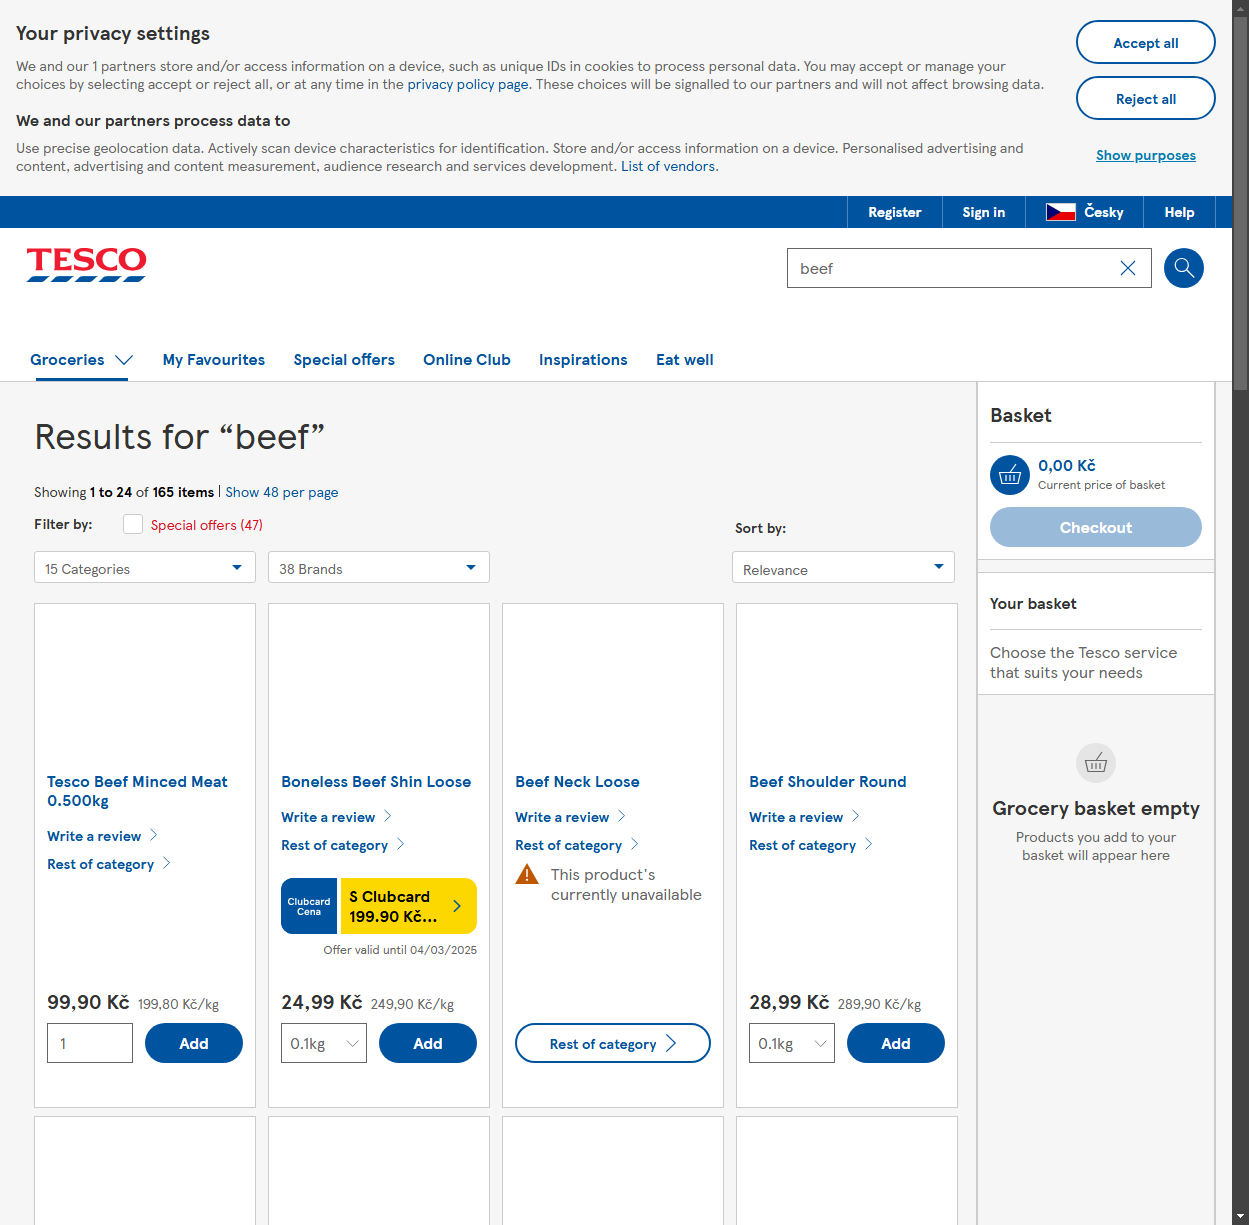 Your privacy settings
We and our 1 partners store and/or access information on a device, such as unique IDs in cookies to process personal data. You may accept or manage your
choices by selecting accept or reject all, or at any time in the privacy policy page. These choices will be signalled to our partners and will not affect browsing data.
We and our partners process data to
Use precise geolocation data. Actively scan device characteristics for identification. Store and/or access information on a device. Personalised advertising and
content, advertising and content measurement, audience research and services development. List of vendors.
Accept all
Reject all
Show purposes
Register
Sign in
Česky
Help
TESCO
beef
Groceries
My Favourites
Special offers
Online Club
Inspirations
Eat well
Results for “beef”
Showing 1 to 24 of 165 items | Show 48 per page
Filter by:
Special offers (47)
Sort by:
15 Categories
38 Brands
Relevance
Tesco Beef Minced Meat
0.500kg
Write a review
Rest of category
99,90 Kč 199,80 Kč/kg
1
Add
Boneless Beef Shin Loose
Write a review
Rest of category
Clubcard
Cena
S Clubcard
199.90 Kč...
Offer valid until 04/03/2025
24,99 Kč 249,90 Kč/kg
0.1kg
Add
Beef Neck Loose
Write a review
Rest of category
This product's
currently unavailable
Rest of category
Beef Shoulder Round
Write a review
Rest of category
28,99 Kč 289,90 Kč/kg
0.1kg
Add
Basket
0,00 Kč
Current price of basket
Checkout
Your basket
Choose the Tesco service
that suits your needs
Grocery basket empty
Products you add to your
basket will appear here